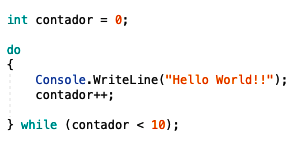 int contador = 0;
do
{
Console.WriteLine("Hello World!!");
contador++;
} while (contador < 10);